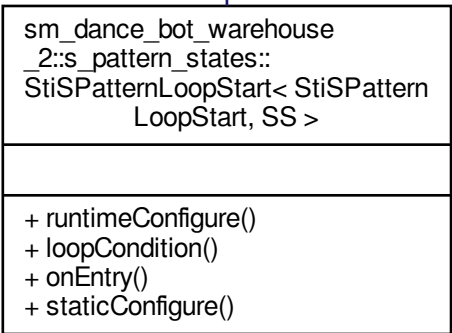 sm_dance_bot_warehouse
_2::s_pattern_states::
StiSPatternLoopStart< StiSPattern
LoopStart, SS >
+ runtimeConfigure()
+ loopCondition()
+ onEntry()
+ staticConfigure()